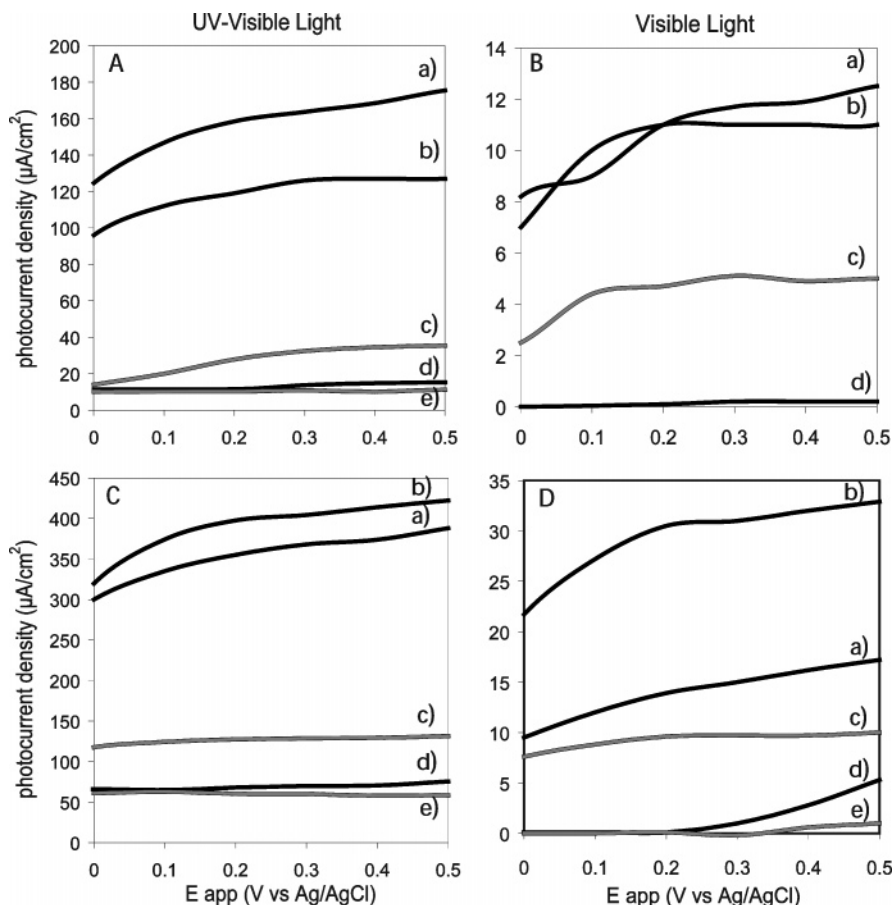 UV-Visible Light
Visible Light
photocurrent density (µA/cm²)
A
200
180
160
140
120
100
80
60
40
20
0
a)
b)
c)
d)
e)
0 0.1 0.2 0.3 0.4 0.5
photocurrent density (µA/cm²)
B
14
12
10
8
6
4
2
0
a)
b)
c)
d)
0 0.1 0.2 0.3 0.4 0.5
photocurrent density (µA/cm²)
C
450
400
350
300
250
200
150
100
50
0
b)
a)
c)
d)
e)
0 0.1 0.2 0.3 0.4 0.5
E app (V vs Ag/AgCl)
D
35
30
25
20
15
10
5
0
b)
a)
c)
d)
e)
0 0.1 0.2 0.3 0.4 0.5
E app (V vs Ag/AgCl)